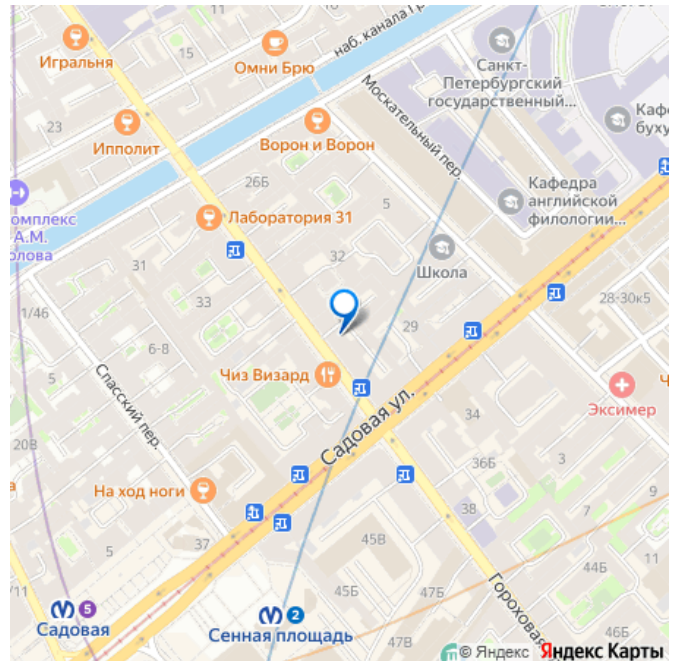 Игральня
15
Омни Брю
наб. канала Гр
Санкт-
Петербургский
государственный...
Каф
буху
23
Ипполит
Ворон и Ворон
Москательный пер.
омплекс
А.М.
олова
26Б
5
Кафедра
английской
филологии...
Лаборатория 31
31
32
Школа
33
28-30к5
1/46
29
6-8
Чиз Визард
Ч
Эксимер
Спасский пер.
Садовая ул.
34
20В
36Б
3
а
На ход ноги
9
38
7
5
37
45В
44Б
11
45Б
47Б
Гороховая
5
Садовая
2
Сенная площадь
47В
46Б
© Яндекс Яндекс Карты